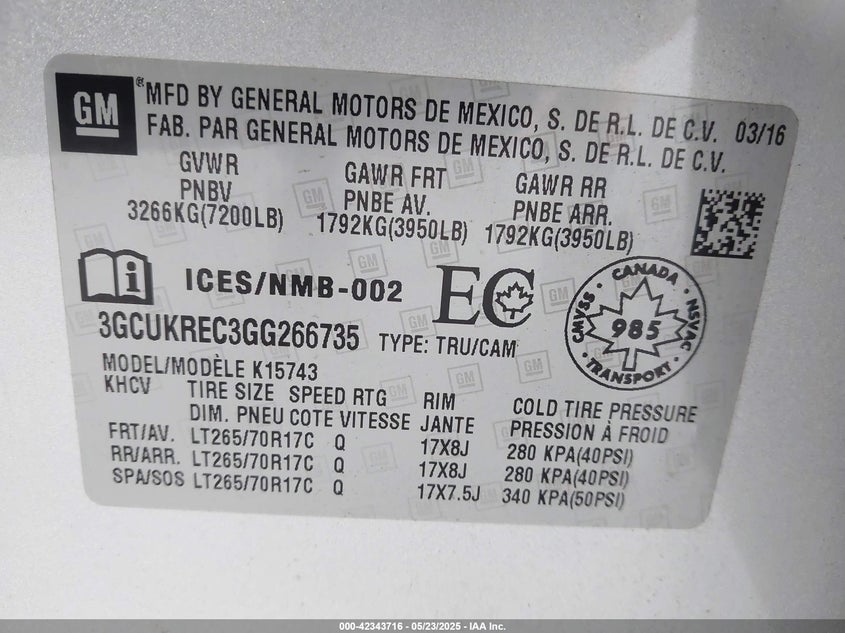 GM ® MFD BY GENERAL MOTORS DE MEXICO, S. DE R.L. DE C.V. 03/16
FAB. PAR GENERAL MOTORS DE MEXICO, S. DE R.L. DE C.V.
GVWR GAWR FRT GAWR RR
PNBV PNBE AV. PNBE ARR.
3266KG(7200LB) 1792KG(3950LB) 1792KG(3950LB)
ICES/NMB-002 EC
CANADA
CMVSS 985 NSVAC
TRANSPORT
3GCUKREC3GG266735 TYPE: TRU/CAM
MODEL/MODÈLE K15743
KHCV TIRE SIZE SPEED RTG RIM COLD TIRE PRESSURE
DIM. PNEU COTE VITESSE JANTE PRESSION À FROID
FRT/AV. LT265/70R17C Q 17X8J 280 KPA(40PSI)
RR/ARR. LT265/70R17C Q 17X8J 280 KPA(40PSI)
SPA/SOS LT265/70R17C Q 17X7.5J 340 KPA(50PSI)
000-42343716 - 05/23/2025 - IAA Inc.